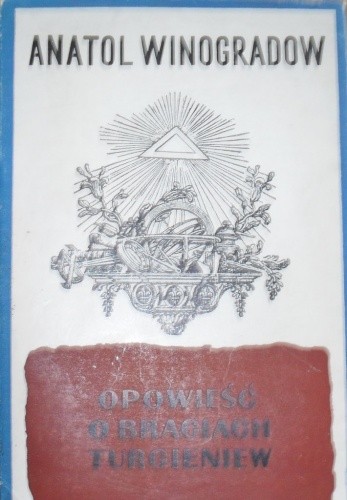 ANATOL WINOGRADOW
OPOWIEŚĆ
O BRACIACH
TURGIENIEW